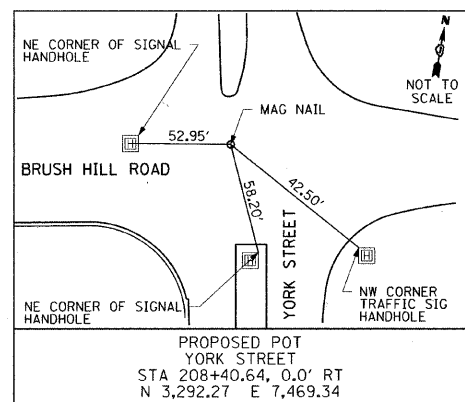 NE CORNER OF SIGNAL
HANDHOLE
N
NOT TO
SCALE
MAG NAIL
52.95'
H
BRUSH HILL ROAD
58.20'
42.50'
YORK STREET
H
H
NE CORNER OF SIGNAL
HANDHOLE
NW CORNER
TRAFFIC SIG
HANDHOLE
PROPOSED POT
YORK STREET
STA 208+40.64, 0.0' RT
N 3,292.27 E 7,469.34